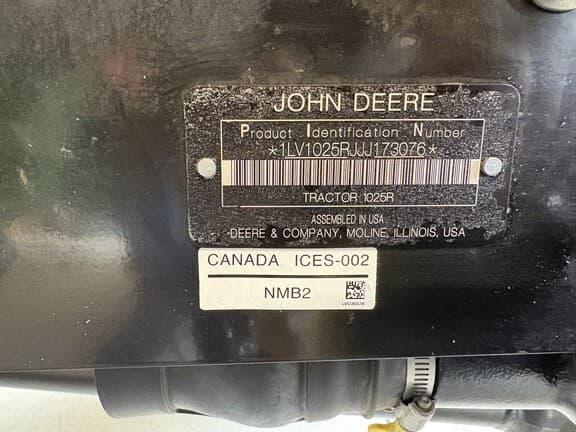 JOHN DEERE
Product Identification Number
*1LV1025RJJJ173076*
TRACTOR 1025R
ASSEMBLED IN USA
DEERE & COMPANY, MOLINE, ILLINOIS, USA
CANADA ICES-002
NMB2